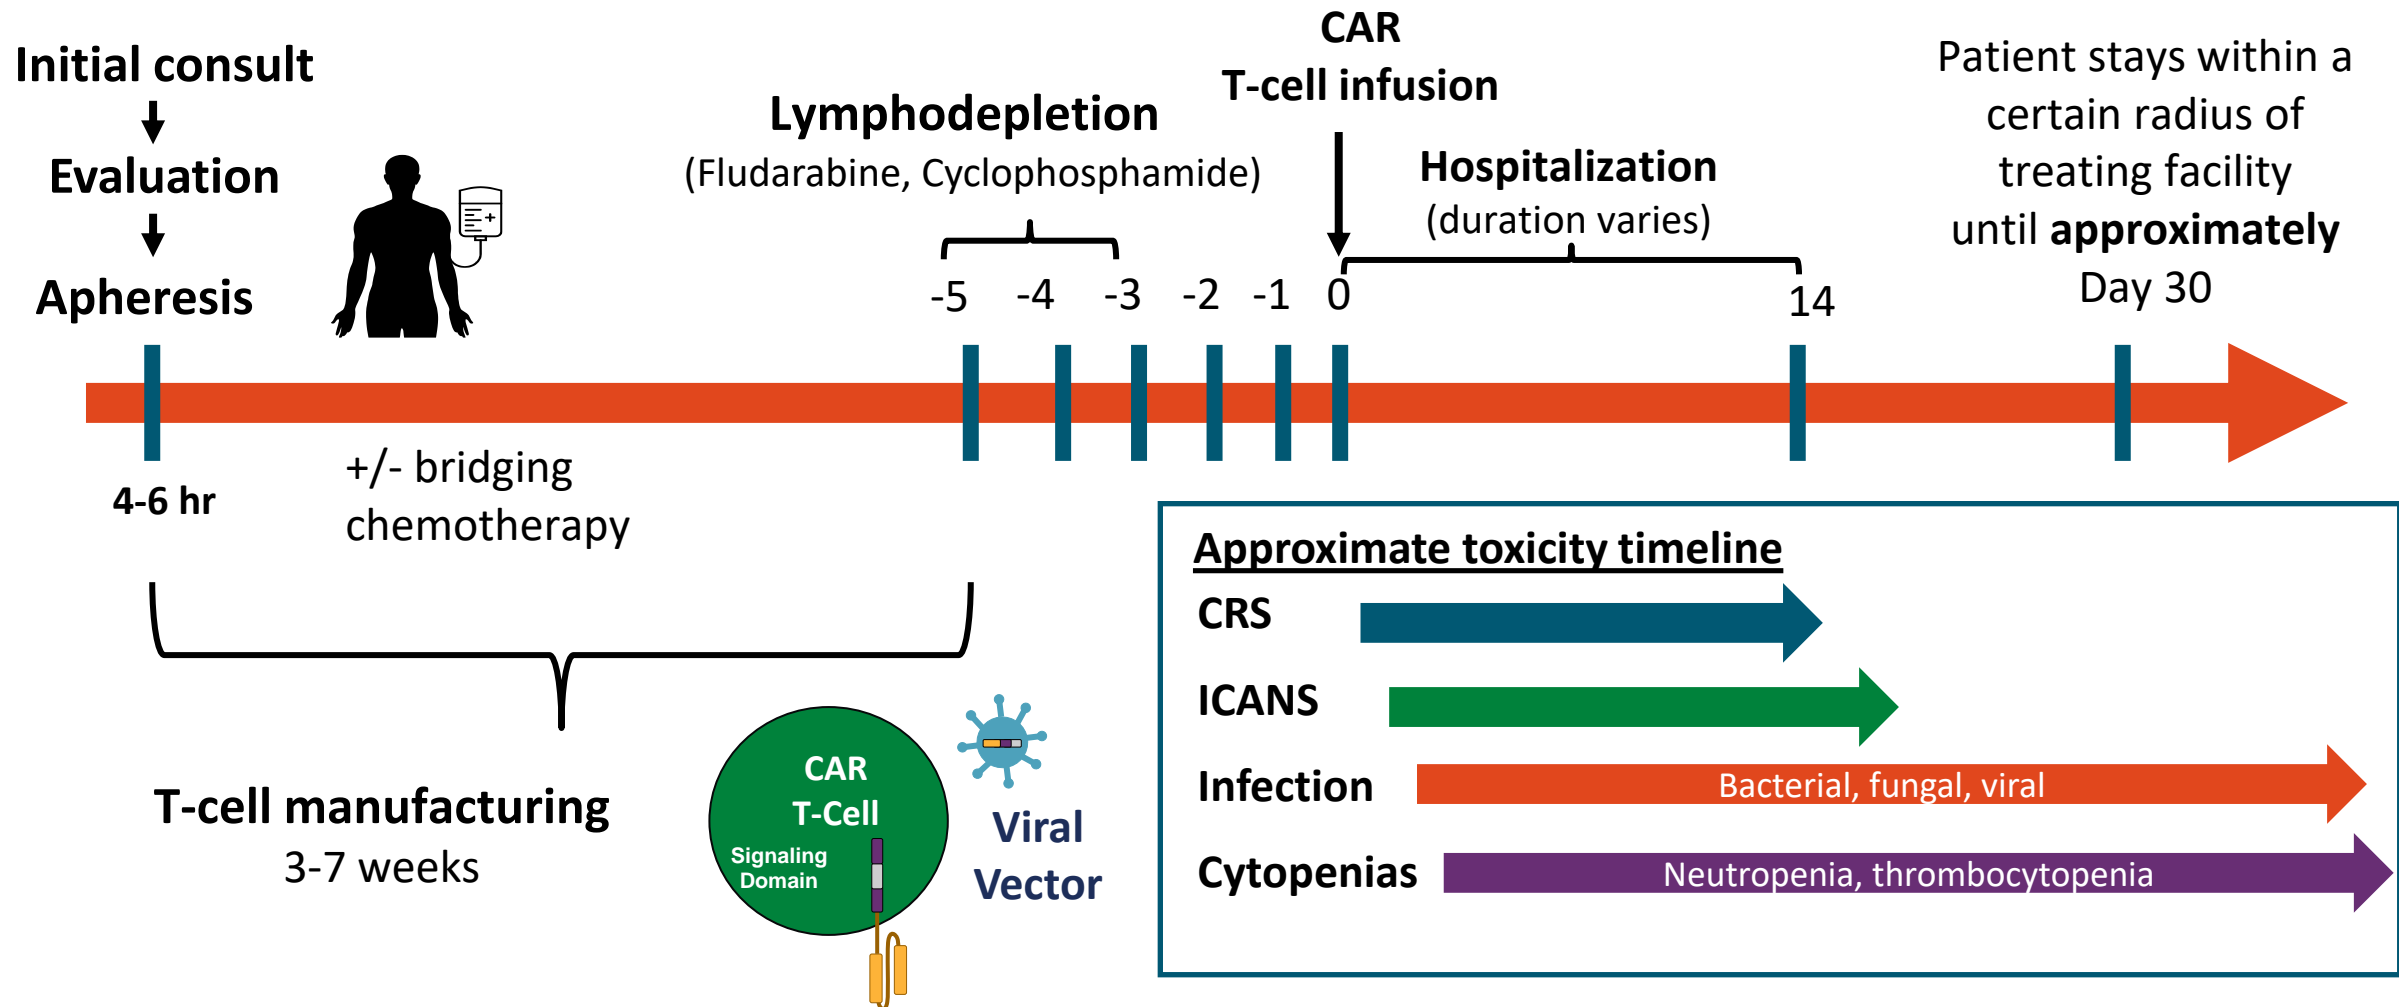 Initial consult
Evaluation
Apheresis
Lymphodepletion
(Fludarabine, Cyclophosphamide)
CAR
T-cell infusion
Hospitalization
(duration varies)
Patient stays within a
certain radius of
treating facility
until approximately
Day 30
-5 -4 -3 -2 -1 0 14
4-6 hr
+/- bridging
chemotherapy
T-cell manufacturing
3-7 weeks
CAR
T-Cell
Signaling
Domain
Viral
Vector
Approximate toxicity timeline
CRS
ICANS
Infection Bacterial, fungal, viral
Cytopenias Neutropenia, thrombocytopenia